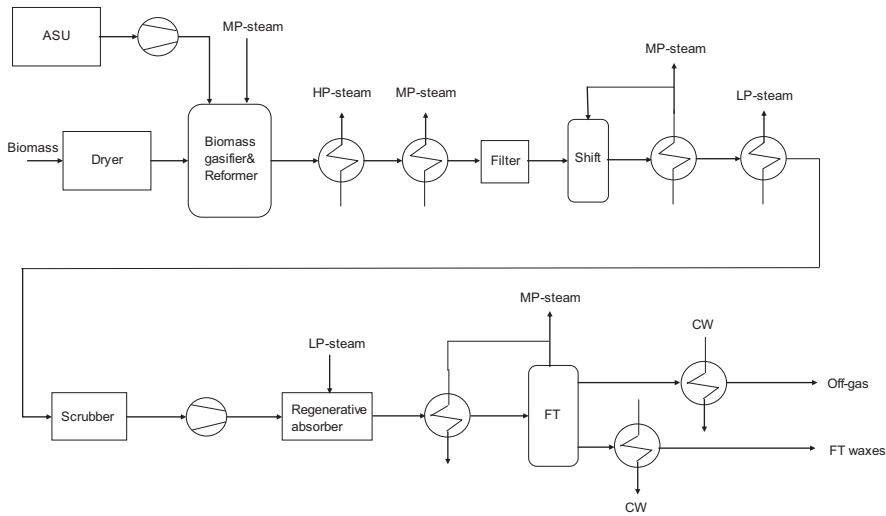 ASU
MP-steam
MP-steam
HP-steam
MP-steam
LP-steam
Biomass
Dryer
Biomass
gasifier&
Reformer
Filter
Shift
MP-steam
LP-steam
CW
Off-gas
Scrubber
Regenerative
absorber
FT
FT waxes
CW